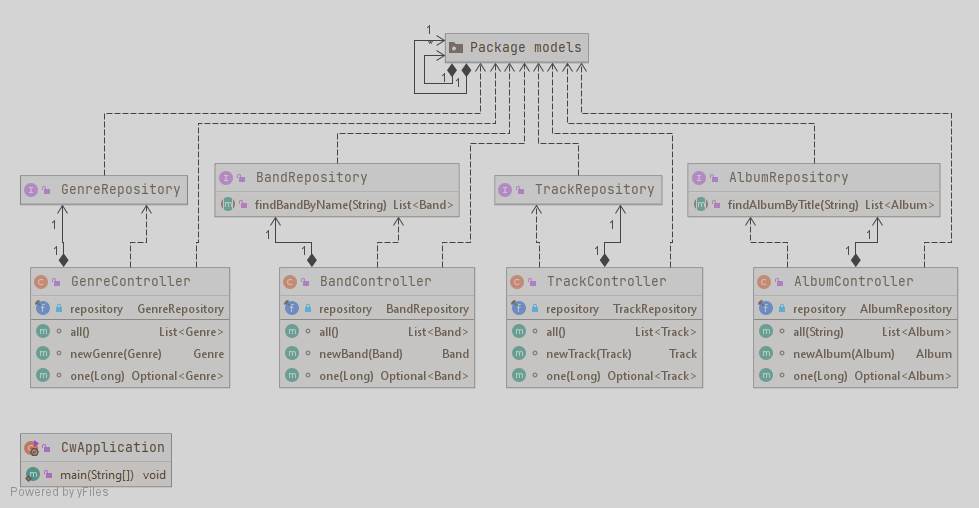 1
*
Package models
1
1
GenreRepository
BandRepository
findBandByName(String) List<Band>
TrackRepository
AlbumRepository
findAlbumByTitle(String) List<Album>
1
1
1
1
1
1
1
1
GenreController
repository GenreRepository
all() List<Genre>
newGenre(Genre) Genre
one(Long) Optional<Genre>
BandController
repository BandRepository
all() List<Band>
newBand(Band) Band
one(Long) Optional<Band>
TrackController
repository TrackRepository
all() List<Track>
newTrack(Track) Track
one(Long) Optional<Track>
AlbumController
repository AlbumRepository
all(String) List<Album>
newAlbum(Album) Album
one(Long) Optional<Album>
CwApplication
main(String[]) void
Powered by yFiles